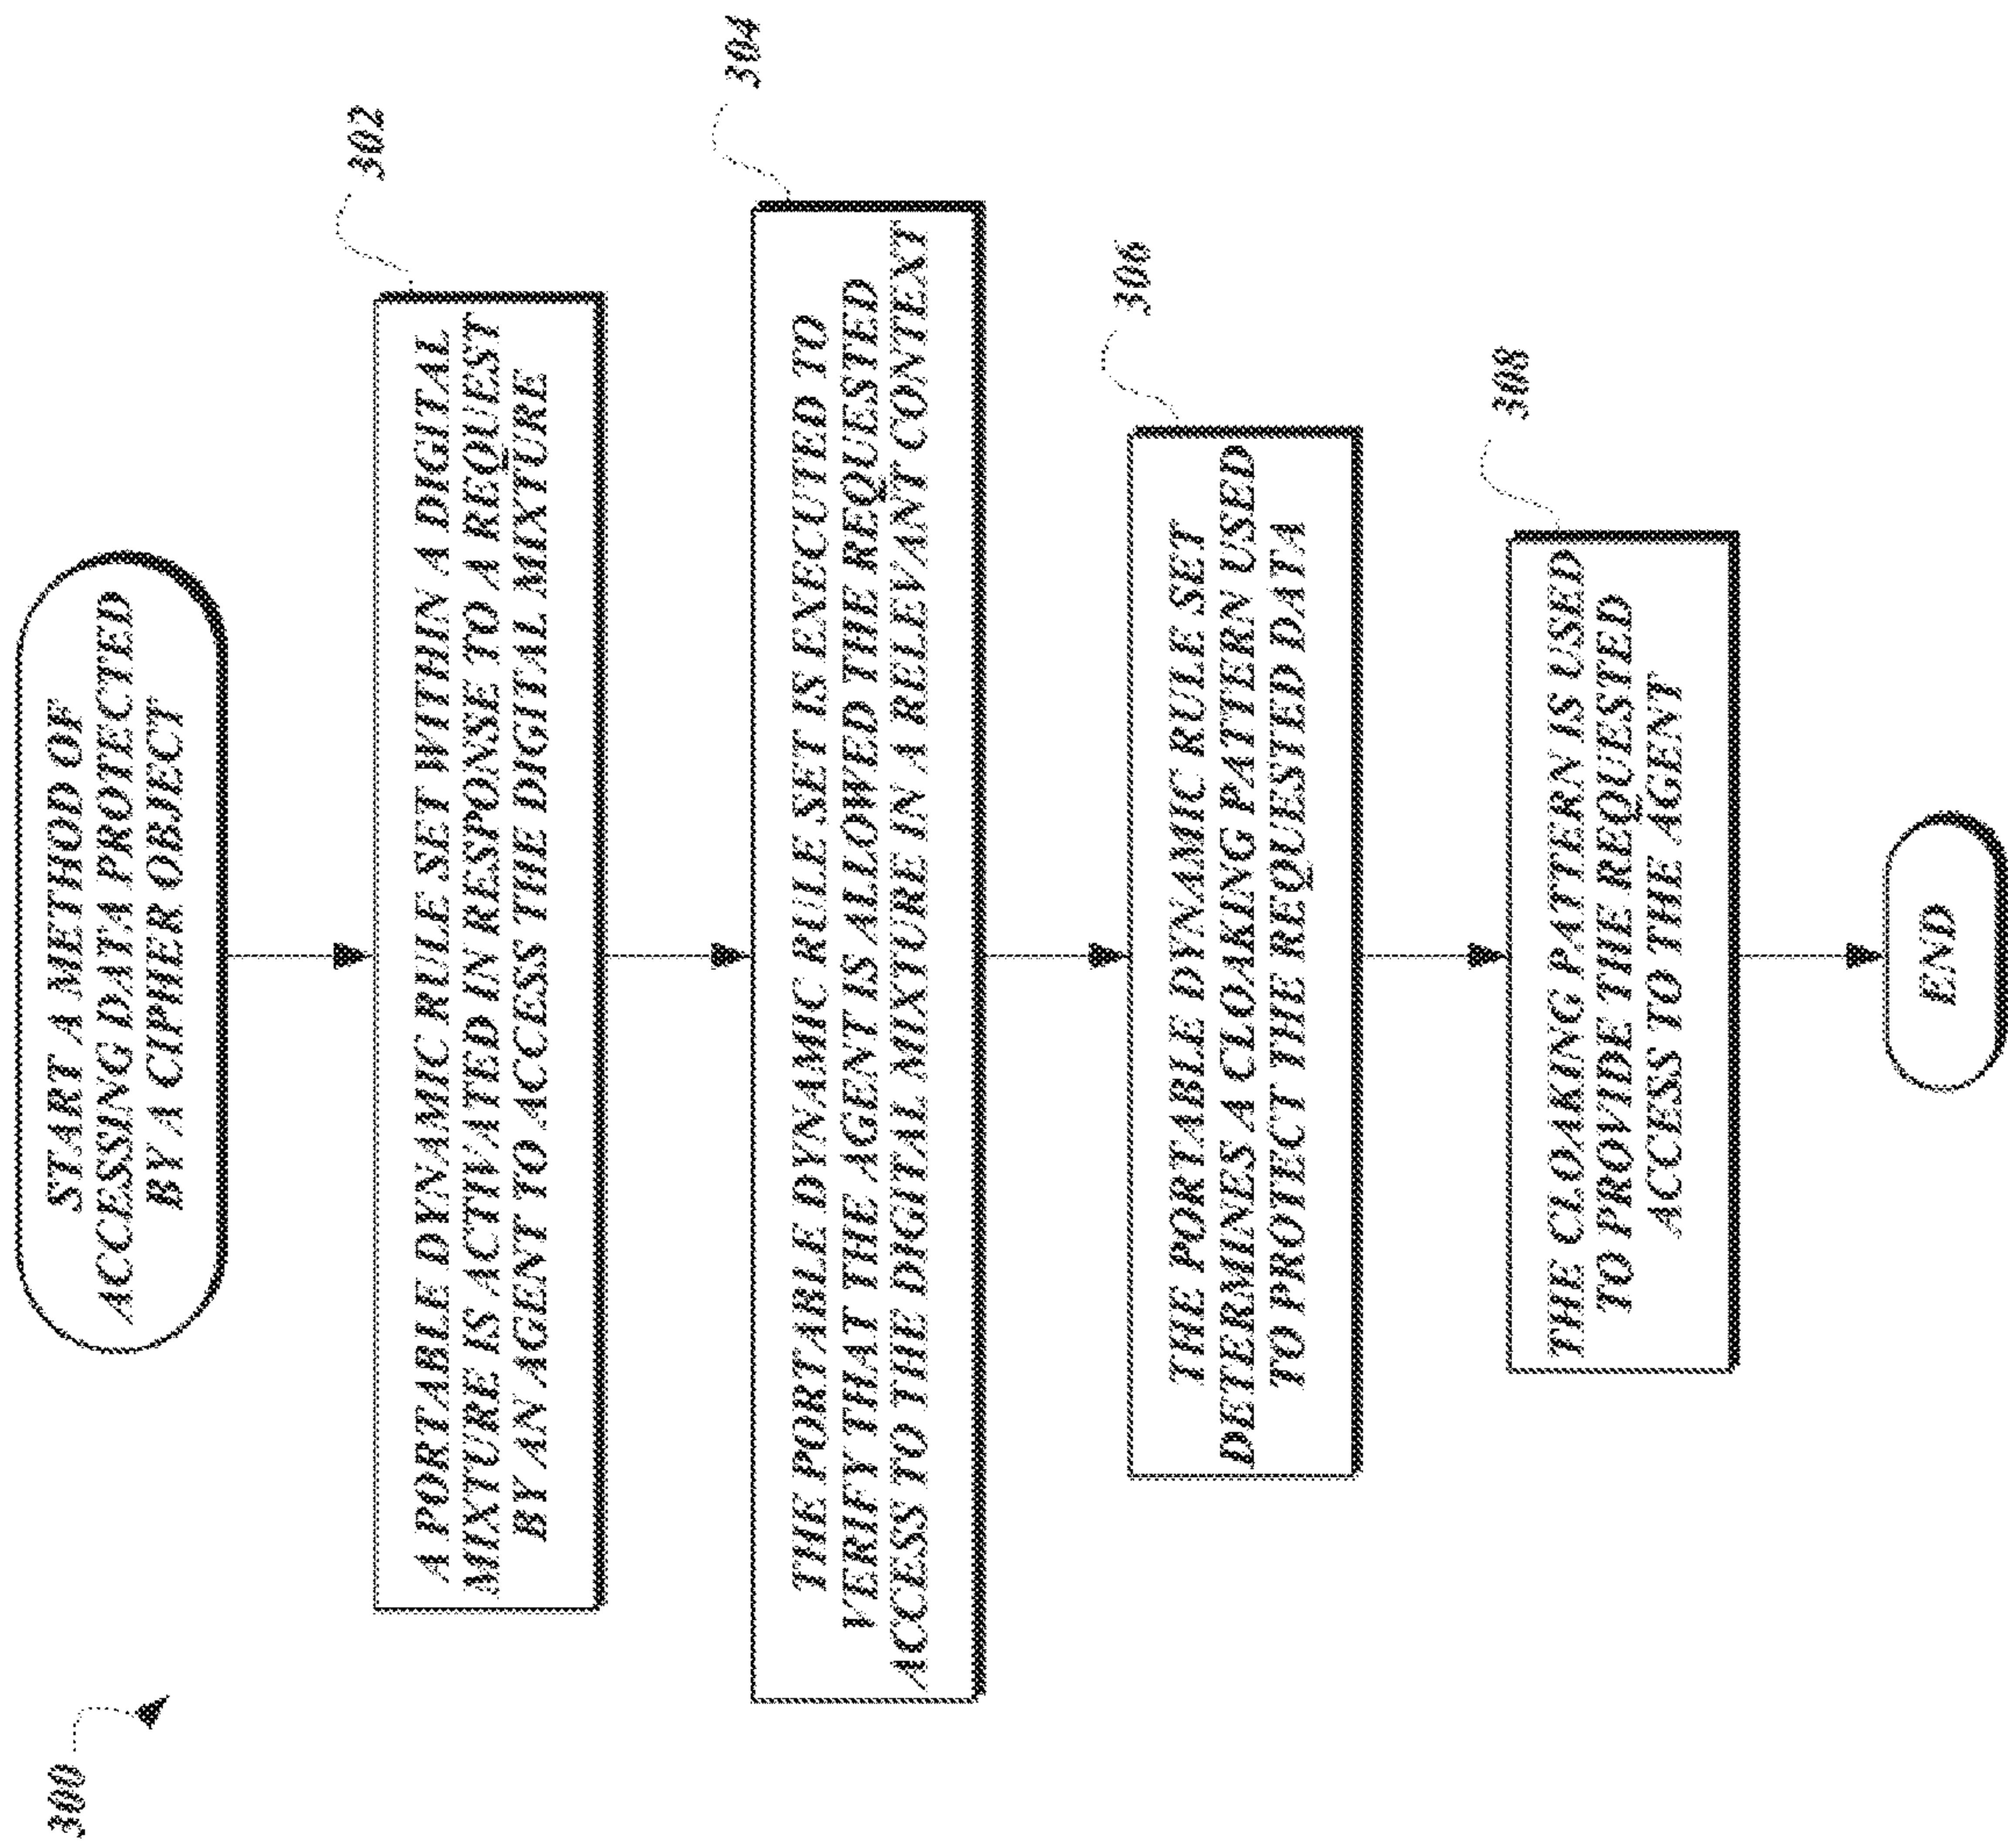 300
START A METHOD OF
ACCESSING DATA PROTECTED
BY A CIPHER OBJECT
302
A PORTABLE DYNAMIC RULE SET WITHIN A DIGITAL
MIXTURE IS ACTIVATED IN RESPONSE TO A REQUEST
BY AN AGENT TO ACCESS THE DIGITAL MIXTURE
304
THE PORTABLE DYNAMIC RULE SET IS EXECUTED TO
VERIFY THAT THE AGENT IS ALLOWED THE REQUESTED
ACCESS TO THE DIGITAL MIXTURE IN A RELEVANT CONTEXT
306
THE PORTABLE DYNAMIC RULE SET
DETERMINES A CLOAKING PATTERN USED
TO PROTECT THE REQUESTED DATA
308
THE CLOAKING PATTERN IS USED
TO PROVIDE THE REQUESTED
ACCESS TO THE AGENT
END